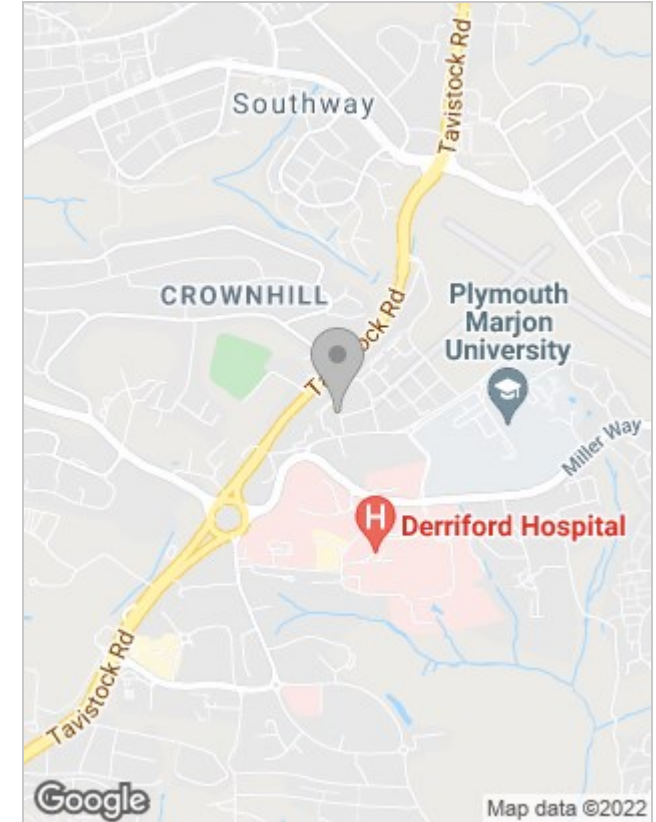 Tavistock Rd
Southway
CROWNHILL
Tavistock Rd
Plymouth
Marjon
University
Miller Way
H
Derriford Hospital
Tavistock Rd
Google
Map data ©2022